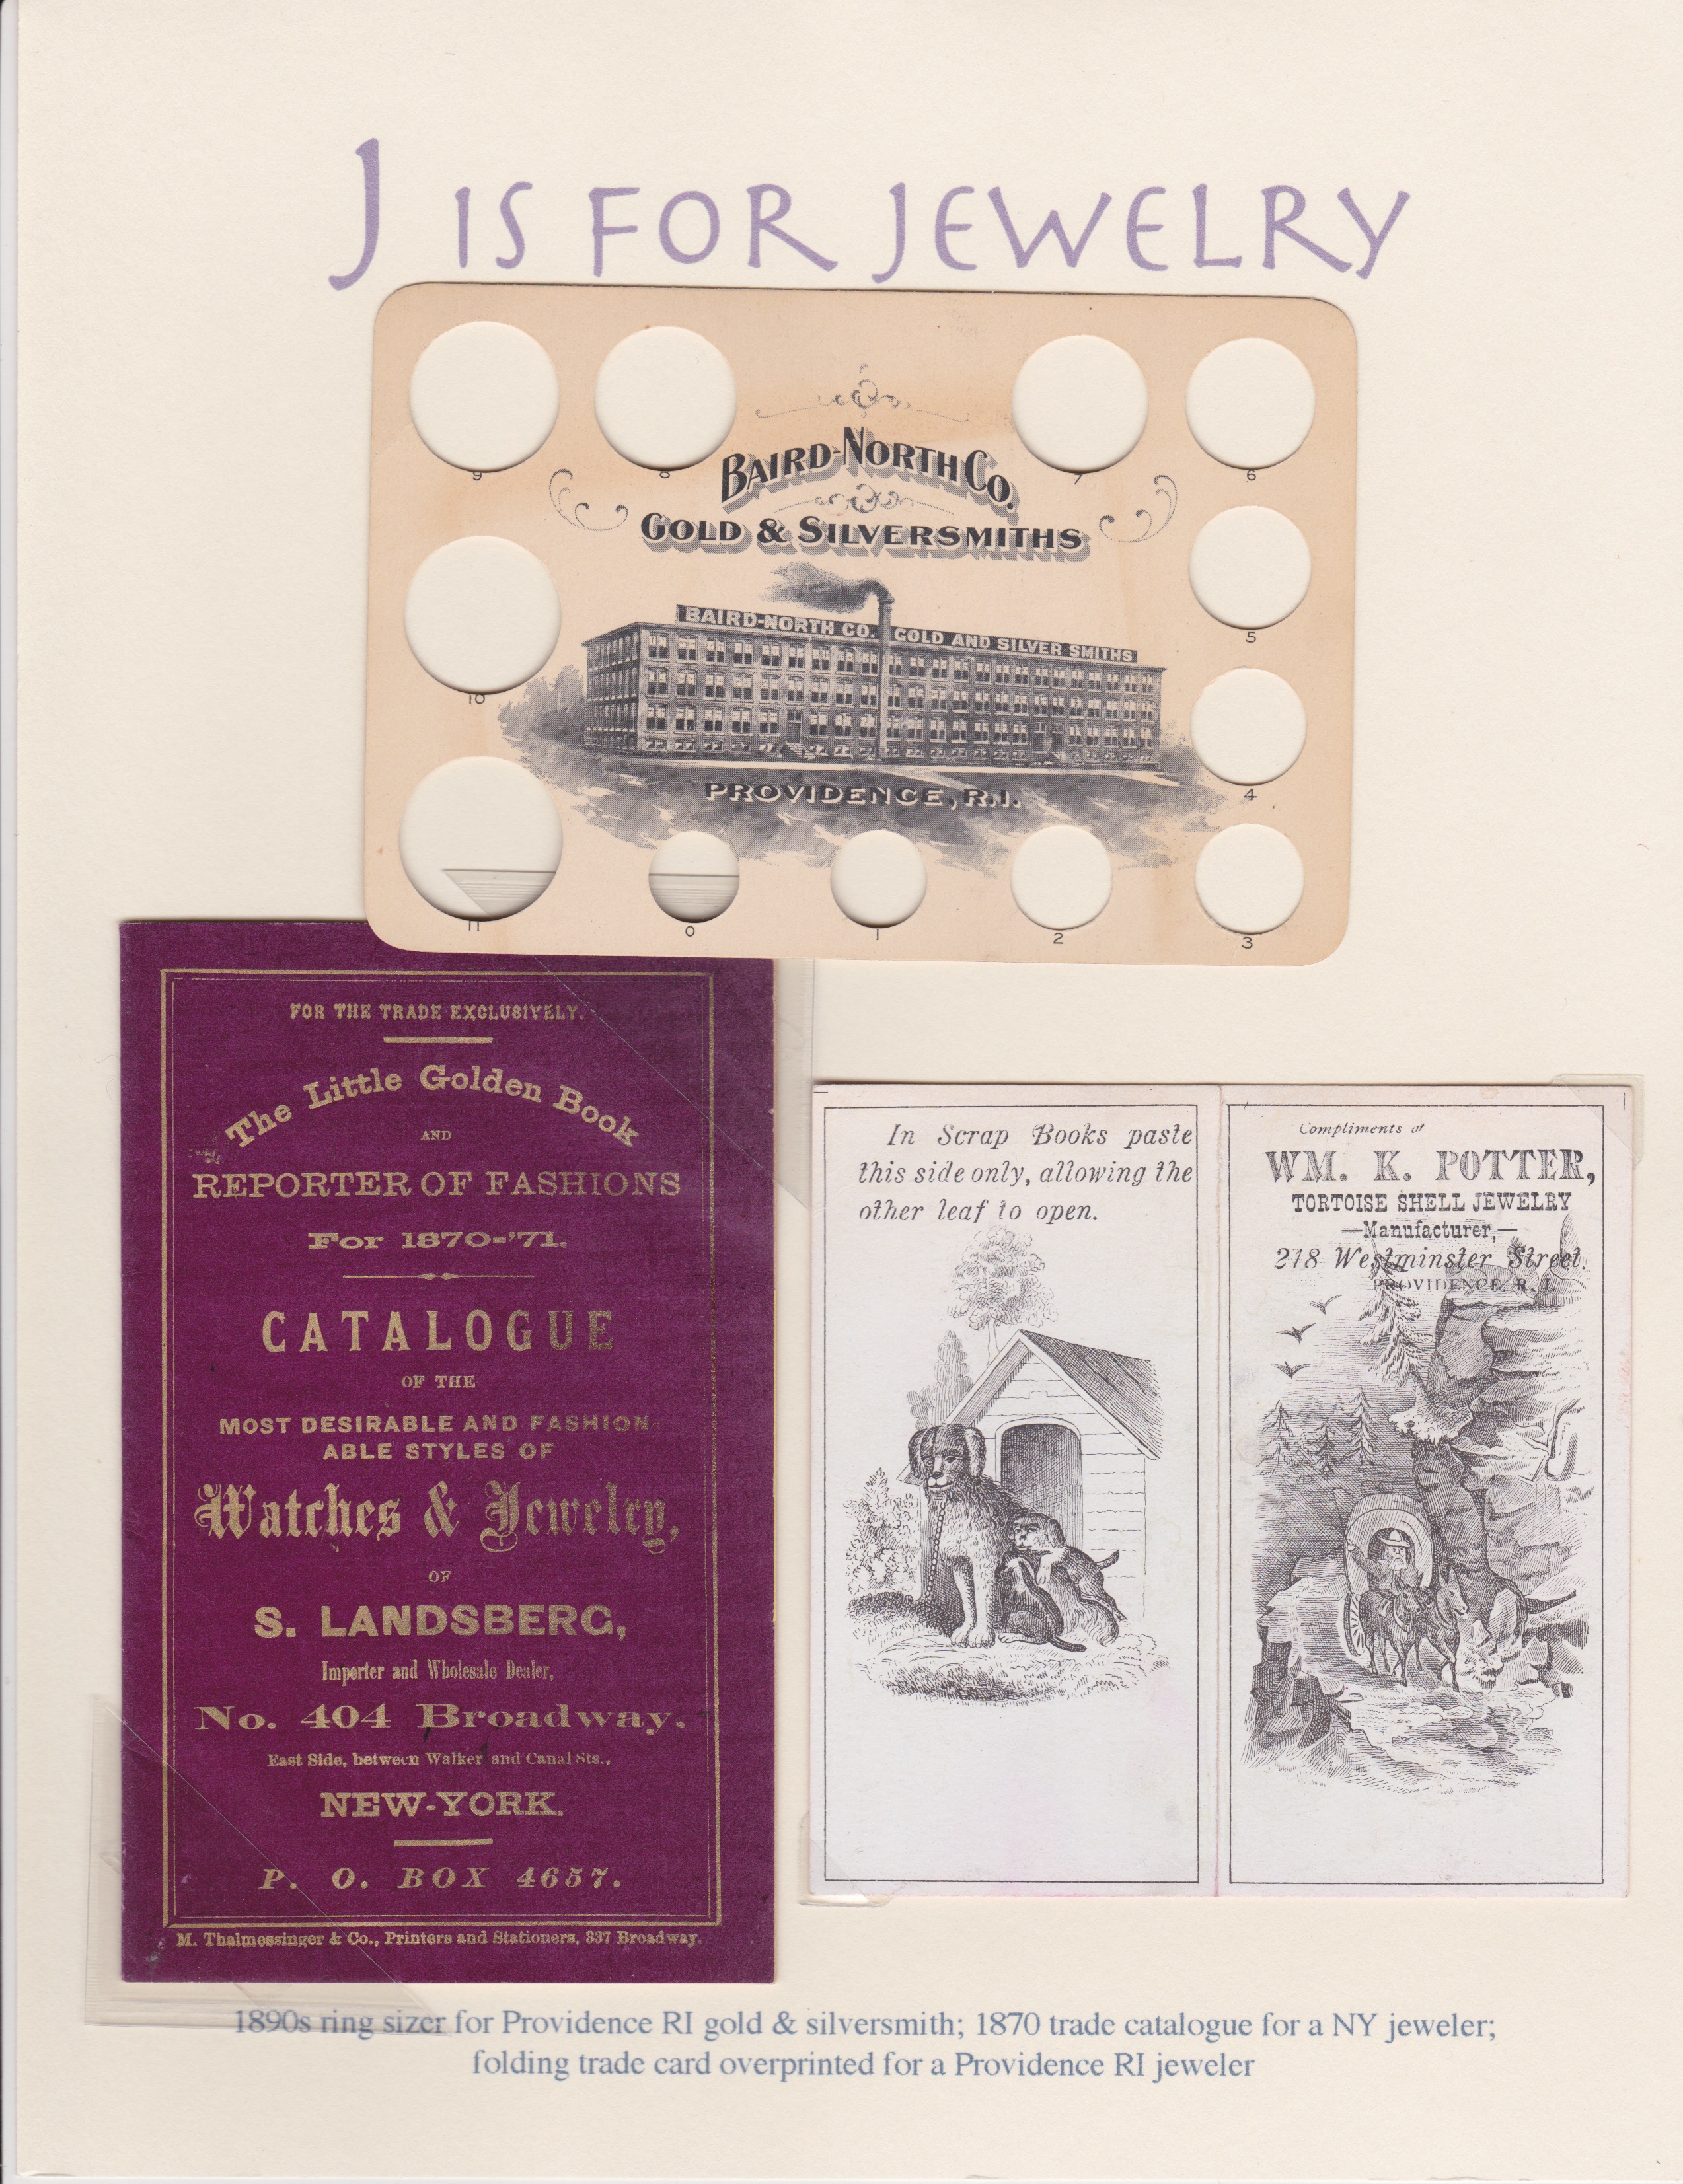 J IS FOR JEWELRY
9
8
7
6
BAIRD-NORTH CO.
GOLD & SILVERSMITHS
BAIRD-NORTH CO. GOLD AND SILVER SMITHS
5
10
PROVIDENCE, R.I.
4
11
0
1
2
3
FOR THE TRADE EXCLUSIVELY.
The Little Golden Book
AND
REPORTER OF FASHIONS
For 1870-'71.
CATALOGUE
OF THE
MOST DESIRABLE AND FASHION-
ABLE STYLES OF
Watches & Jewelry,
OF
S. LANDSBERG,
Importer and Wholesale Dealer,
No. 404 Broadway,
East Side, between Walker and Canal Sts.,
NEW-YORK.
P. O. BOX 4657.
M. Thalmessinger & Co., Printers and Stationers, 337 Broadway.
In Scrap Books paste
this side only, allowing the
other leaf to open.
Compliments of
WM. K. POTTER,
TORTOISE SHELL JEWELRY
—Manufacturer,—
218 Westminster Street.
PROVIDENCE, R. I.
1890s ring sizer for Providence RI gold & silversmith; 1870 trade catalogue for a NY jeweler;
folding trade card overprinted for a Providence RI jeweler